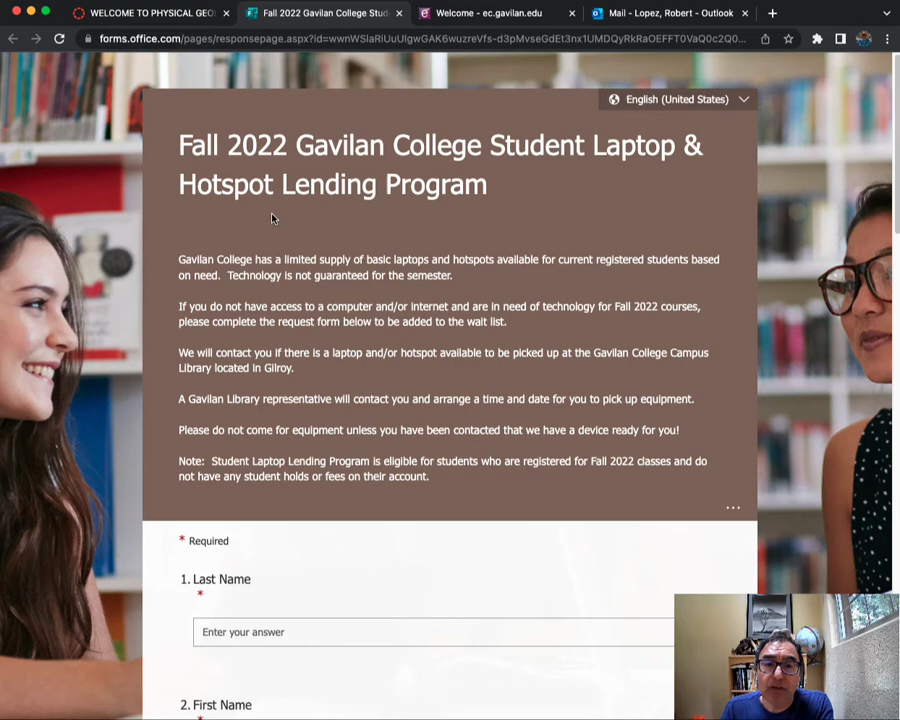 WELCOME TO PHYSICAL GEO
Fall 2022 Gavilan College Stud
Welcome - ec.gavilan.edu
Mail - Lopez, Robert - Outlook
forms.office.com/pages/responsepage.aspx?id=wwnWSlaRlUuUlgwGAK6wuzreVfs-d3pMvseGdEt3nx1UMDQyRkRaOEFFT0VaQ0c2Q0...
English (United States)
Fall 2022 Gavilan College Student Laptop &
Hotspot Lending Program
Gavilan College has a limited supply of basic laptops and hotspots available for current registered students based
on need.  Technology is not guaranteed for the semester.
If you do not have access to a computer and/or internet and are in need of technology for Fall 2022 courses,
please complete the request form below to be added to the wait list.
We will contact you if there is a laptop and/or hotspot available to be picked up at the Gavilan College Campus
Library located in Gilroy.
A Gavilan Library representative will contact you and arrange a time and date for you to pick up equipment.
Please do not come for equipment unless you have been contacted that we have a device ready for you!
Note:  Student Laptop Lending Program is eligible for students who are registered for Fall 2022 classes and do
not have any student holds or fees on their account.
...
* Required
1. Last Name
*
Enter your answer
2. First Name
*